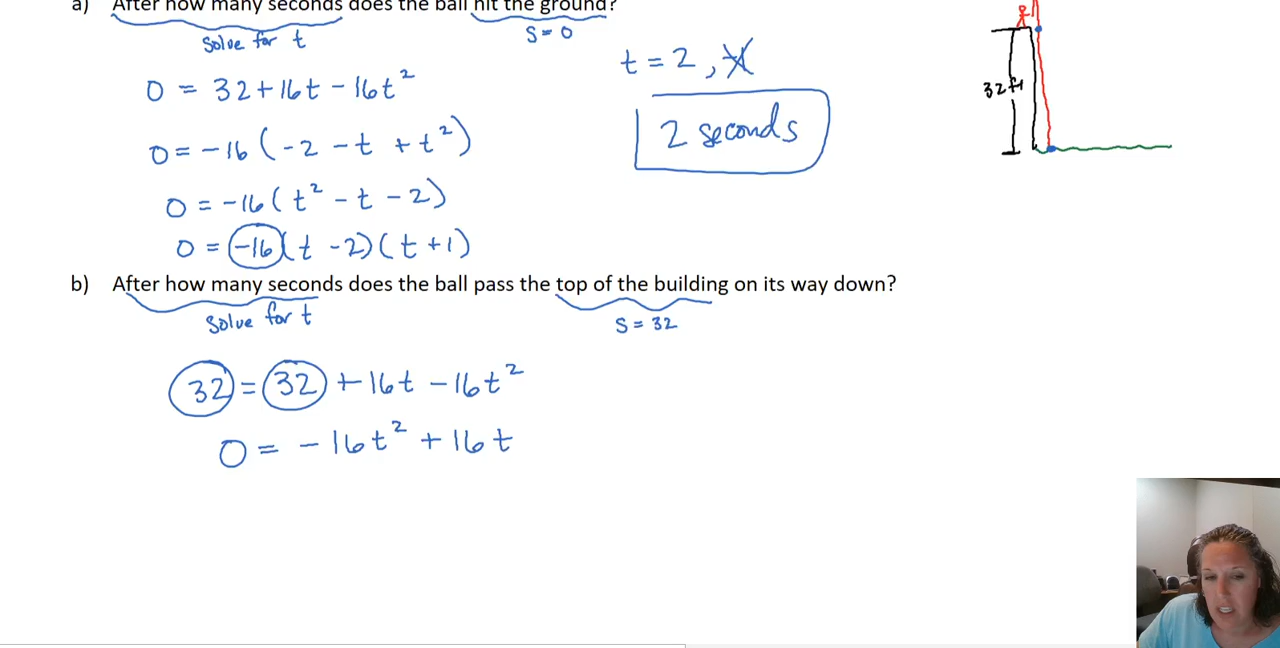 a) After how many seconds does the ball hit the ground?
Solve for t
S = 0
0 = 32 + 16t - 16t²
0 = -16(-2 - t + t²)
0 = -16(t² - t - 2)
0 = -16(t - 2)(t + 1)
t = 2,
2 seconds
32 ft
b) After how many seconds does the ball pass the top of the building on its way down?
Solve for t
S = 32
32 = 32 + 16t - 16t²
0 = -16t² + 16t